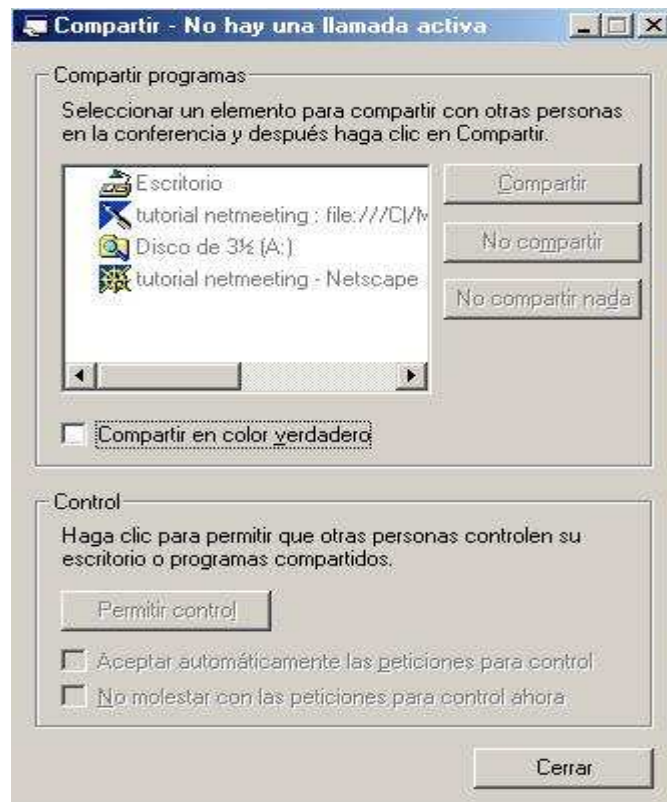 Compartir - No hay una llamada activa
Compartir programas
Seleccionar un elemento para compartir con otras personas
en la conferencia y después haga clic en Compartir.
Escritorio
tutorial netmeeting : file:///C|/M
Disco de 3½ (A:)
tutorial netmeeting - Netscape
Compartir
No compartir
No compartir nada
Compartir en color verdadero
Control
Haga clic para permitir que otras personas controlen su
escritorio o programas compartidos.
Permitir control
Aceptar automáticamente las peticiones para control
No molestar con las peticiones para control ahora
Cerrar